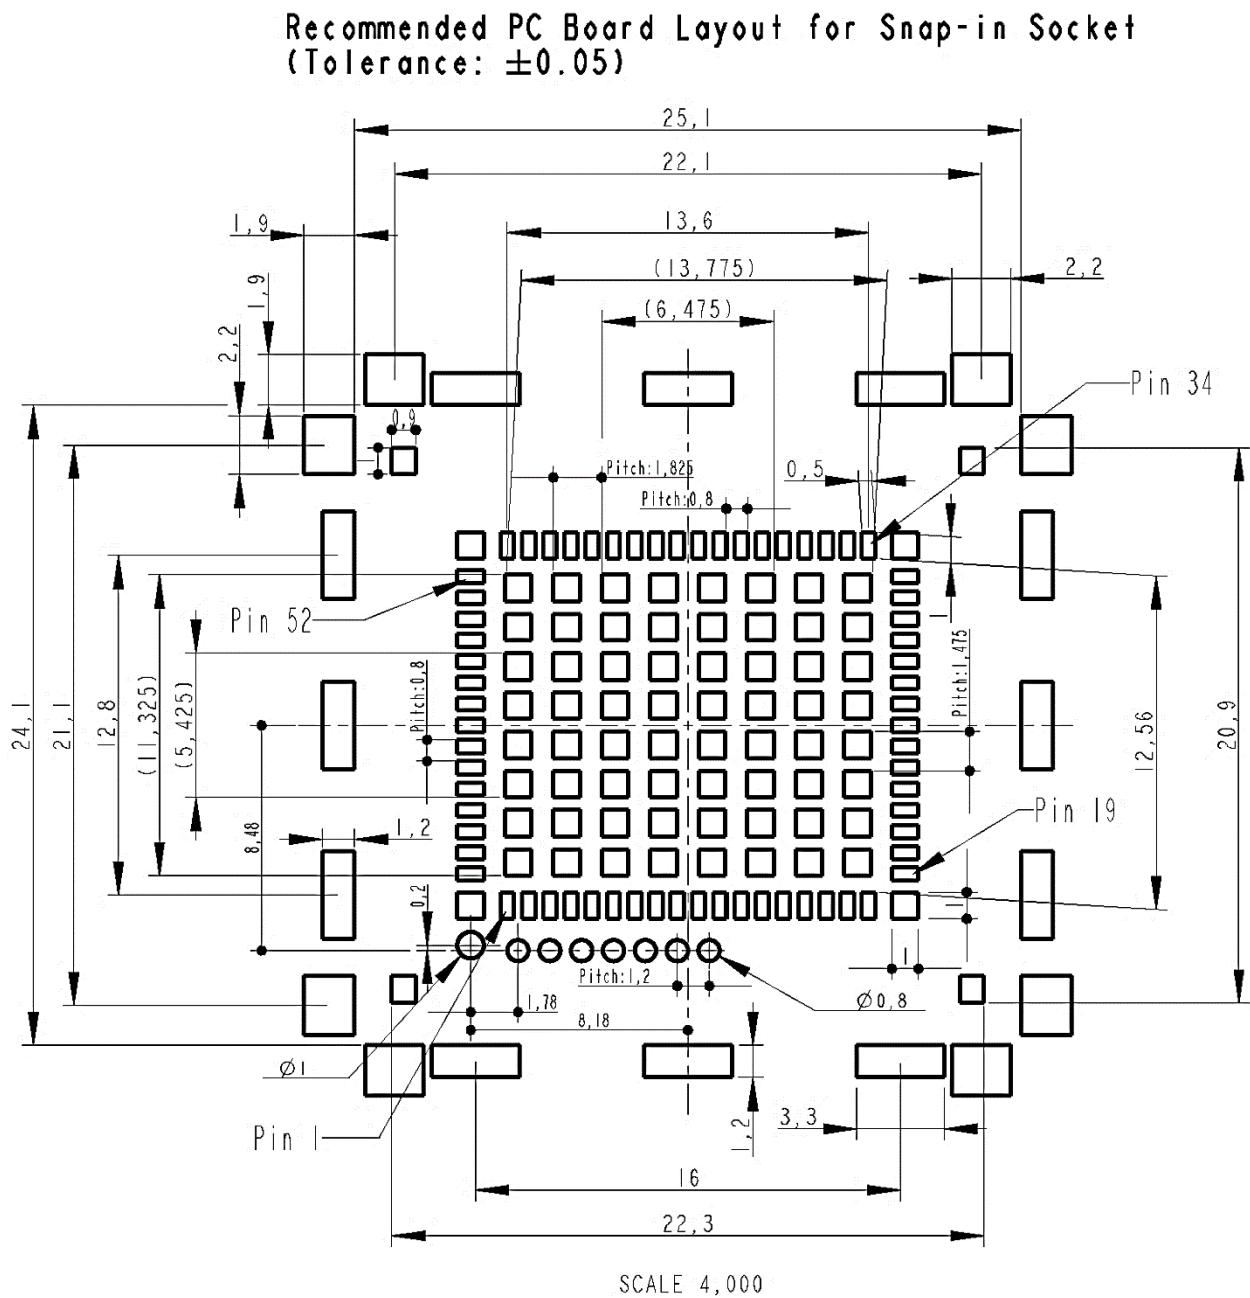 Recommended PC Board Layout for Snap-in Socket
(Tolerance: ±0.05)
25,1
22,1
1,9
13,6
(13,775)
2,2
1,9
(6,475)
2,2
Pin 34
0,9
1
Pitch:1,825
0,5
Pitch:0,8
Pin 52
1
Pitch:1,475
Pitch:0,8
24,1
21,1
12,8
(11,325)
(5,425)
12,56
20,9
8,48
1,2
Pin 19
0,2
1
1
Pitch:1,2
1,78
Ø0,8
8,18
Ø1
Pin 1
1,2
3,3
16
22,3
SCALE 4,000